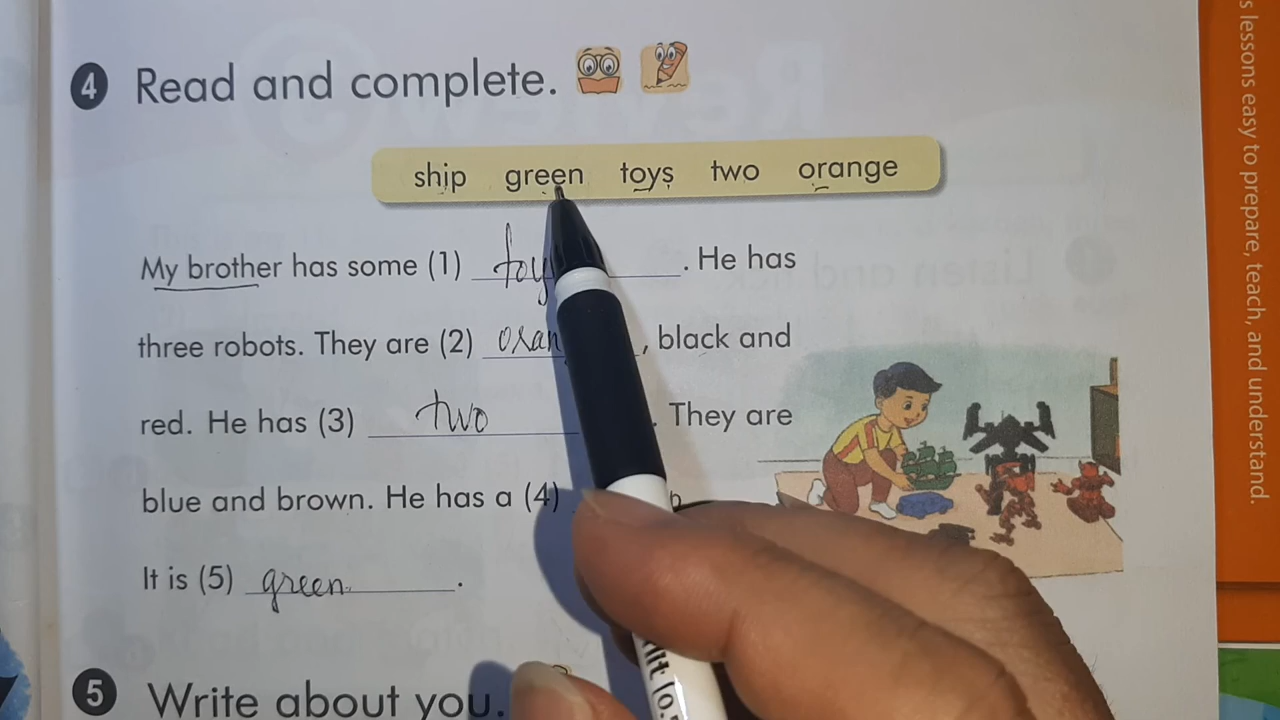 4 Read and complete.
ship green toys two orange
My brother has some (1) toy . He has
three robots. They are (2) oran , black and
red. He has (3) two . They are
blue and brown. He has a (4)
It is (5) green .
5 Write about you.
s lessons easy to prepare, teach, and understand.